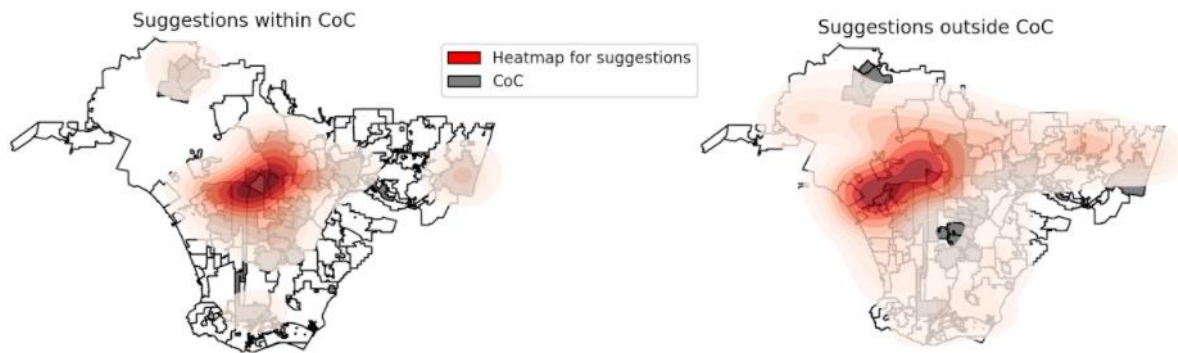 Suggestions within CoC
Heatmap for suggestions
CoC
Suggestions outside CoC